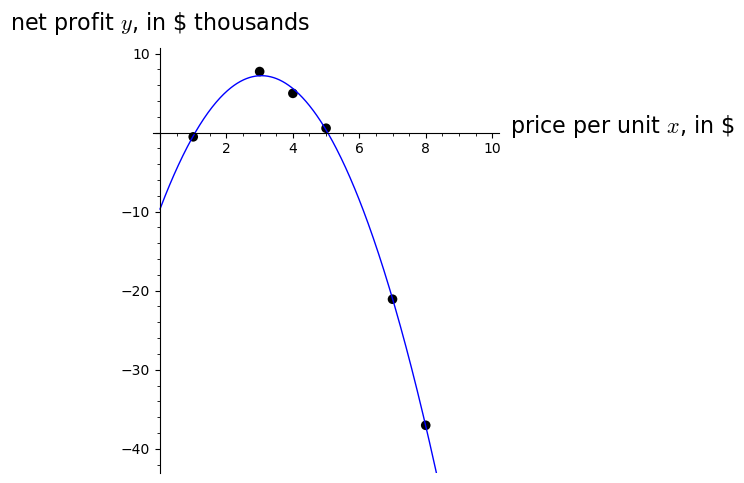 net profit y, in $ thousands
10
price per unit x, in $
2 4 6 8 10
−10
−20
−30
−40